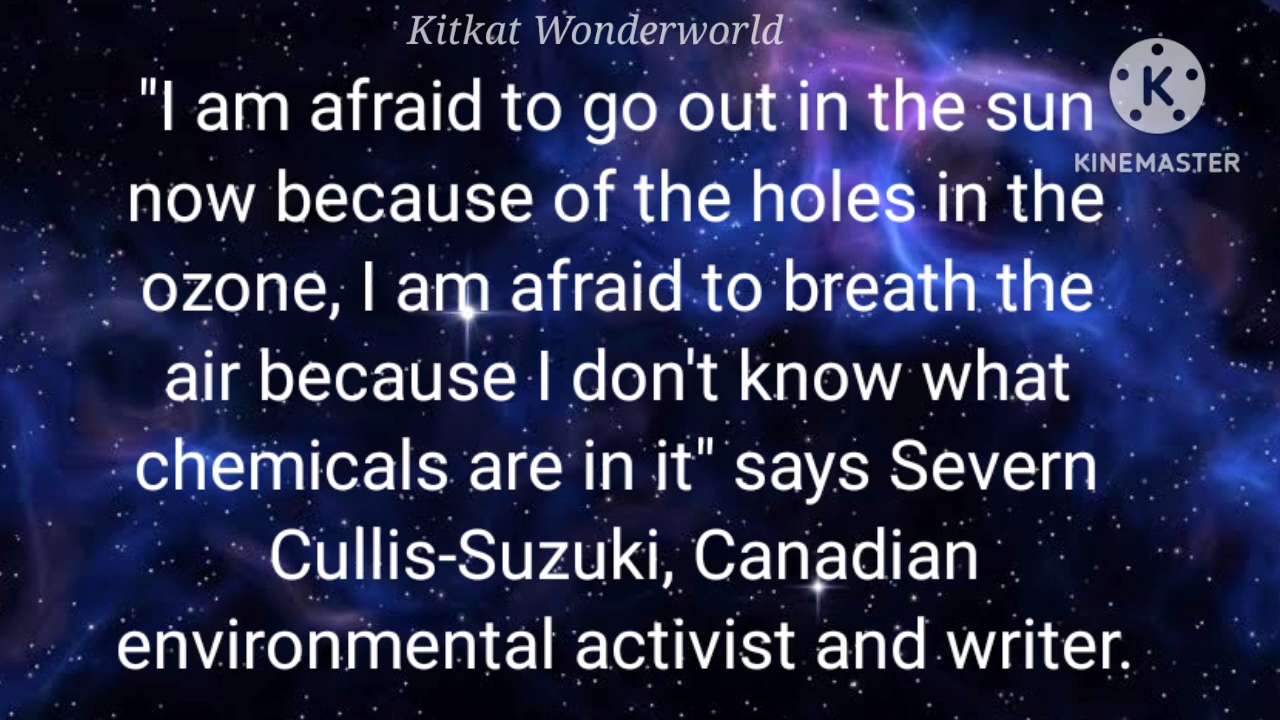 Kitkat Wonderworld
"I am afraid to go out in the sun
now because of the holes in the
ozone, I am afraid to breath the
air because I don't know what
chemicals are in it" says Severn
Cullis-Suzuki, Canadian
environmental activist and writer.
K
KINEMASTER